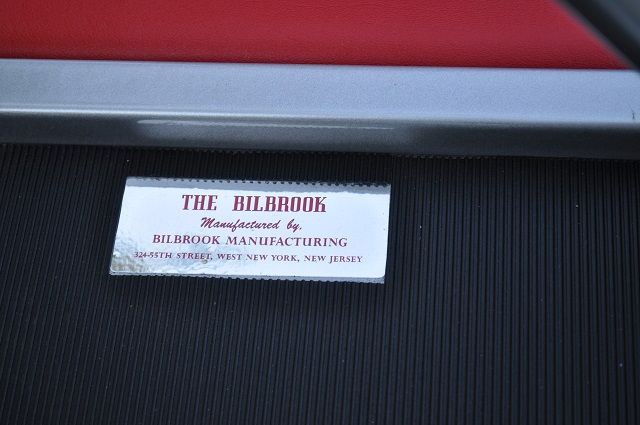 THE BILBROOK
Manufactured by,
BILBROOK MANUFACTURING
324-55TH STREET, WEST NEW YORK, NEW JERSEY